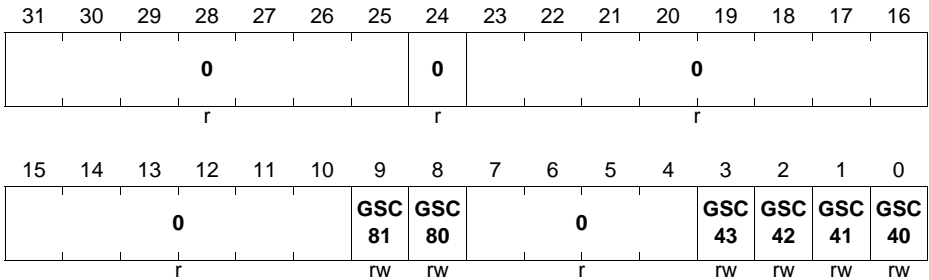 31 30 29 28 27 26 25 24 23 22 21 20 19 18 17 16
0 0 0
r r r
15 14 13 12 11 10 9 8 7 6 5 4 3 2 1 0
0 GSC 81 GSC 80 0 GSC 43 GSC 42 GSC 41 GSC 40
r rw rw r rw rw rw rw